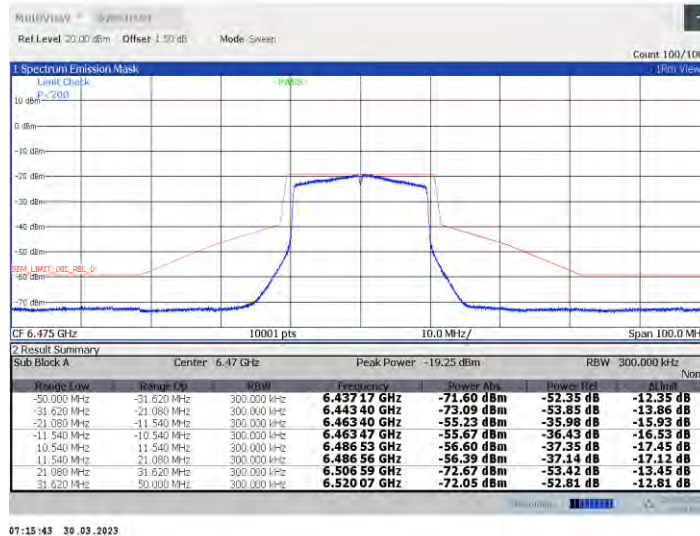 MultiView Spectrum
Ref Level 20.00 dBm Offset 1.50 dB Mode Sweep
Count 100/100
1 Spectrum Emission Mask 1Rm View
Limit Check PASS
P<200
10 dBm
0 dBm
-10 dBm
-20 dBm
-30 dBm
-40 dBm
-50 dBm
-60 dBm
-70 dBm
CF 6.475 GHz 10001 pts 10.0 MHz/ Span 100.0 MH
2 Result Summary
Sub Block A Center 6.47 GHz Peak Power -19.25 dBm RBW 300.000 kHz
Non
Range Low Range Up RBW Frequency Power Abs Power Rel ΔLimit
-50.000 MHz -31.620 MHz 300.000 kHz 6.437 17 GHz -71.60 dBm -52.35 dB -12.35 dB
-31.620 MHz -21.080 MHz 300.000 kHz 6.443 40 GHz -73.09 dBm -53.85 dB -13.86 dB
-21.080 MHz -11.540 MHz 300.000 kHz 6.463 40 GHz -55.23 dBm -35.98 dB -15.93 dB
-11.540 MHz -10.540 MHz 300.000 kHz 6.463 47 GHz -55.67 dBm -36.43 dB -16.53 dB
10.540 MHz 11.540 MHz 300.000 kHz 6.486 53 GHz -56.60 dBm -37.35 dB -17.45 dB
11.540 MHz 21.080 MHz 300.000 kHz 6.486 56 GHz -56.39 dBm -37.14 dB -17.12 dB
21.080 MHz 31.620 MHz 300.000 kHz 6.506 59 GHz -72.67 dBm -53.42 dB -13.45 dB
31.620 MHz 50.000 MHz 300.000 kHz 6.520 07 GHz -72.05 dBm -52.81 dB -12.81 dB
07:15:43 30.03.2023